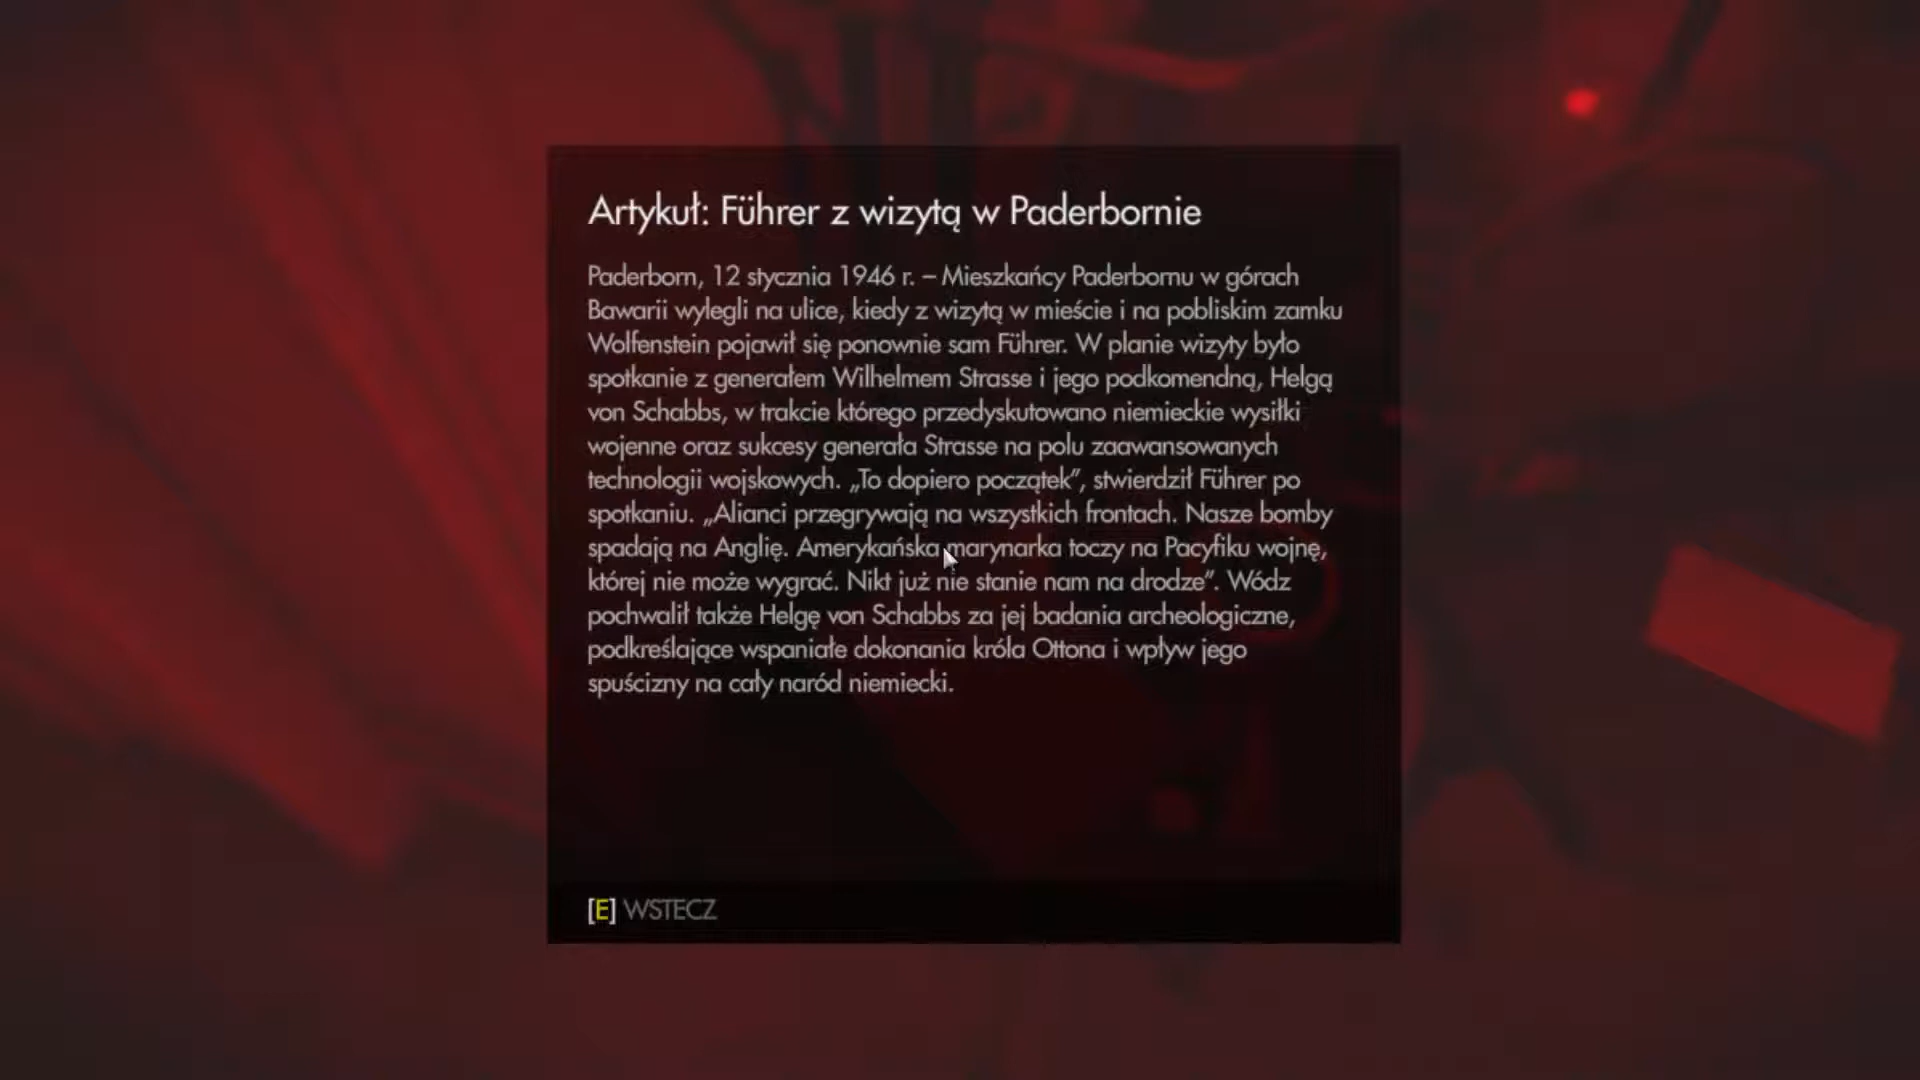 Artykuł: Führer z wizytą w Paderbornie
Paderborn, 12 stycznia 1946 r. – Mieszkańcy Paderbornu w górach
Bawarii wylegli na ulice, kiedy z wizytą w mieście i na pobliskim zamku
Wolfenstein pojawił się ponownie sam Führer. W planie wizyty było
spotkanie z generałem Wilhelmem Strasse i jego podkomendną, Helgą
von Schabbs, w trakcie którego przedyskutowano niemieckie wysiłki
wojenne oraz sukcesy generała Strasse na polu zaawansowanych
technologii wojskowych. „To dopiero początek”, stwierdził Führer po
spotkaniu. „Alianci przegrywają na wszystkich frontach. Nasze bomby
spadają na Anglię. Amerykańska marynarka toczy na Pacyfiku wojnę,
której nie może wygrać. Nikt już nie stanie nam na drodze”. Wódz
pochwalił także Helgę von Schabbs za jej badania archeologiczne,
podkreślające wspaniałe dokonania króla Ottona i wpływ jego
spuścizny na cały naród niemiecki.
[E] WSTECZ